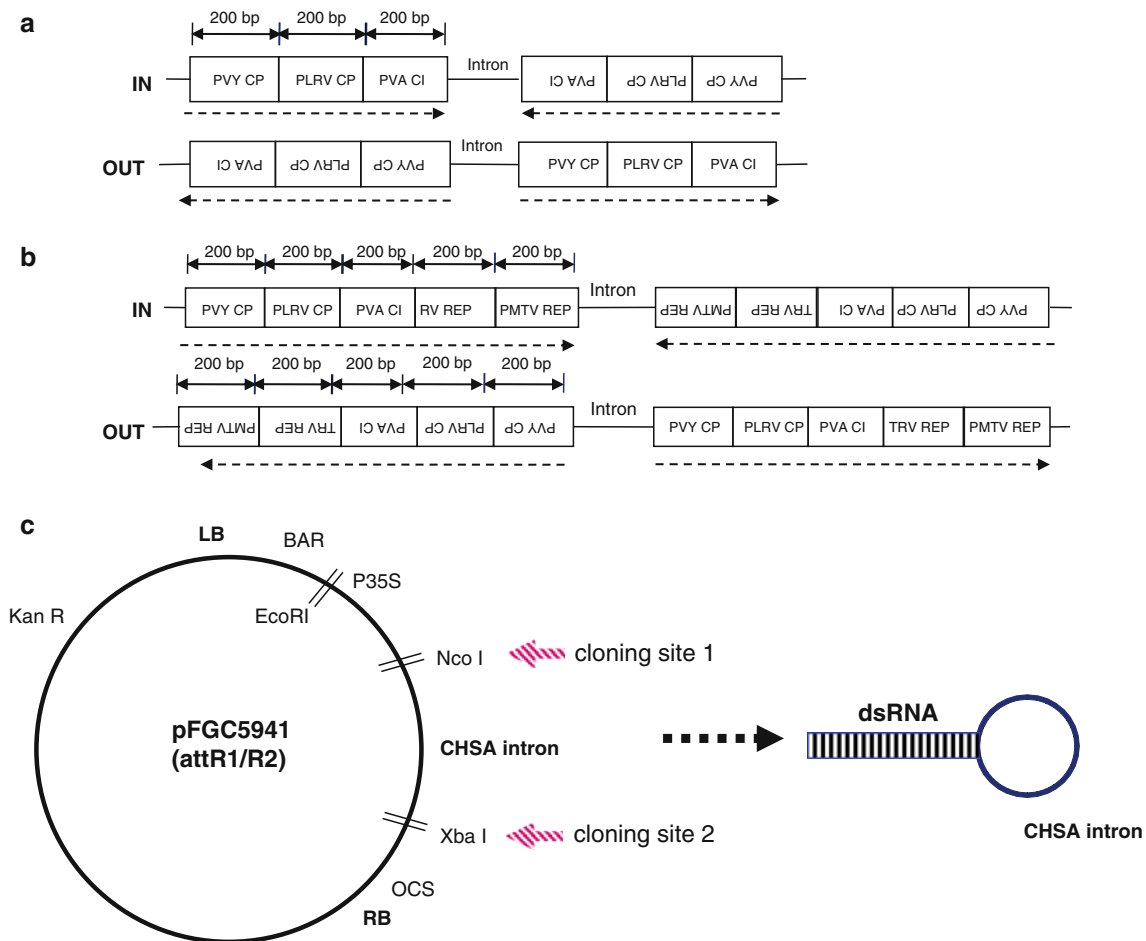 a
200 bp 200 bp 200 bp
IN PVY CP PLRV CP PVA CI Intron PVA CI PLRV CP PVY CP
OUT PVA CI PLRV CP PVY CP Intron PVY CP PLRV CP PVA CI
b
200 bp 200 bp 200 bp 200 bp 200 bp
IN PVY CP PLRV CP PVA CI RV REP PMTV REP Intron PMTV REP TRV REP PVA CI PLRV CP PVY CP
200 bp 200 bp 200 bp 200 bp 200 bp
OUT PMTV REP TRV REP PVA CI PLRV CP PVY CP Intron PVY CP PLRV CP PVA CI TRV REP PMTV REP
c
LB
BAR
P35S
Kan R
EcoRI
Nco I
cloning site 1
pFGC5941
(attR1/R2)
CHSA intron
dsRNA
Xba I
cloning site 2
CHSA intron
OCS
RB